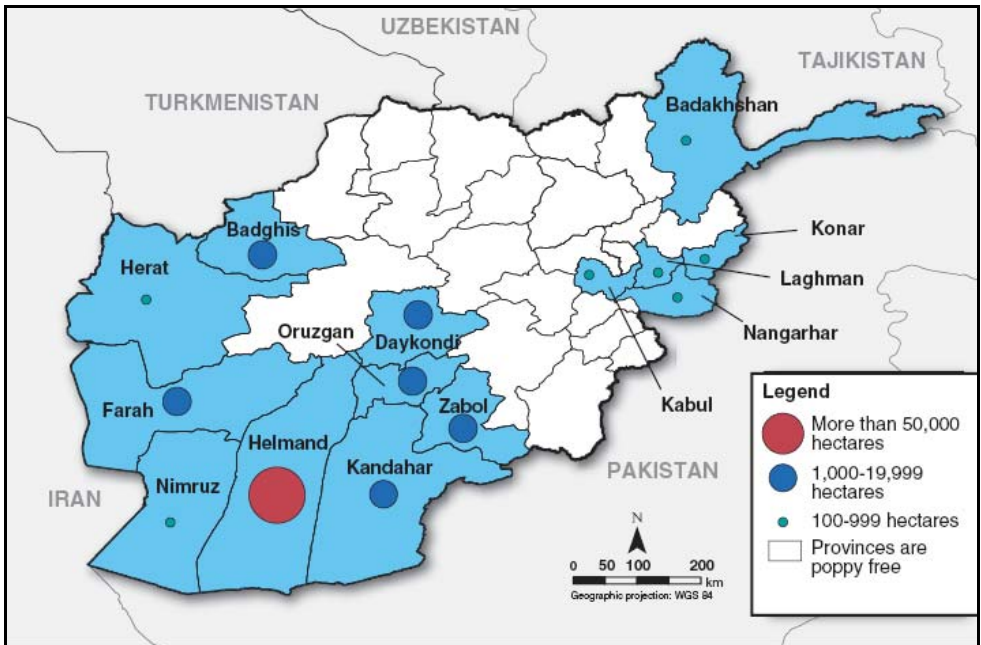 UZBEKISTAN
TAJIKISTAN
TURKMENISTAN
Badakhshan
Konar
Badghis
Herat
Laghman
Oruzgan
Daykondi
Nangarhar
Farah
Zabol
Kabul
Helmand
Kandahar
Nimruz
IRAN
PAKISTAN
N
0 50 100 200
km
Geographic projection: WGS 84
Legend
More than 50,000
hectares
1,000-19,999
hectares
100-999 hectares
Provinces are
poppy free